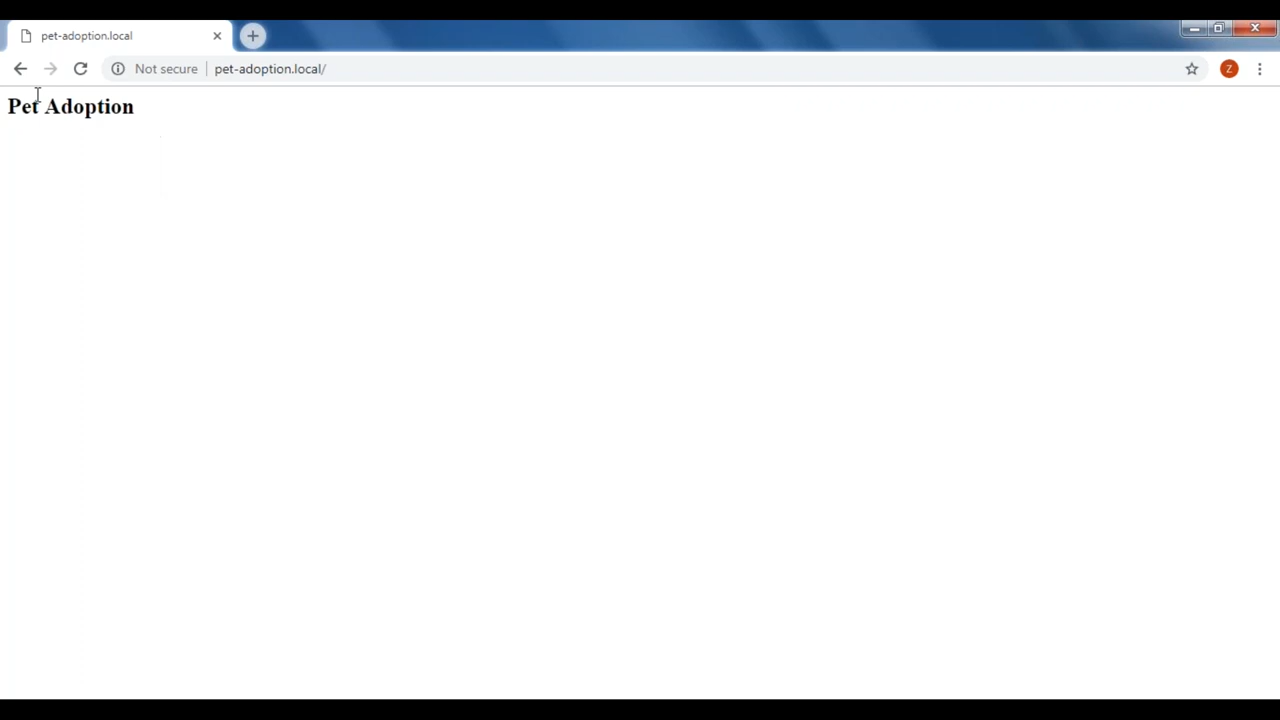 pet-adoption.local
Not secure
pet-adoption.local/
Z
Pet Adoption